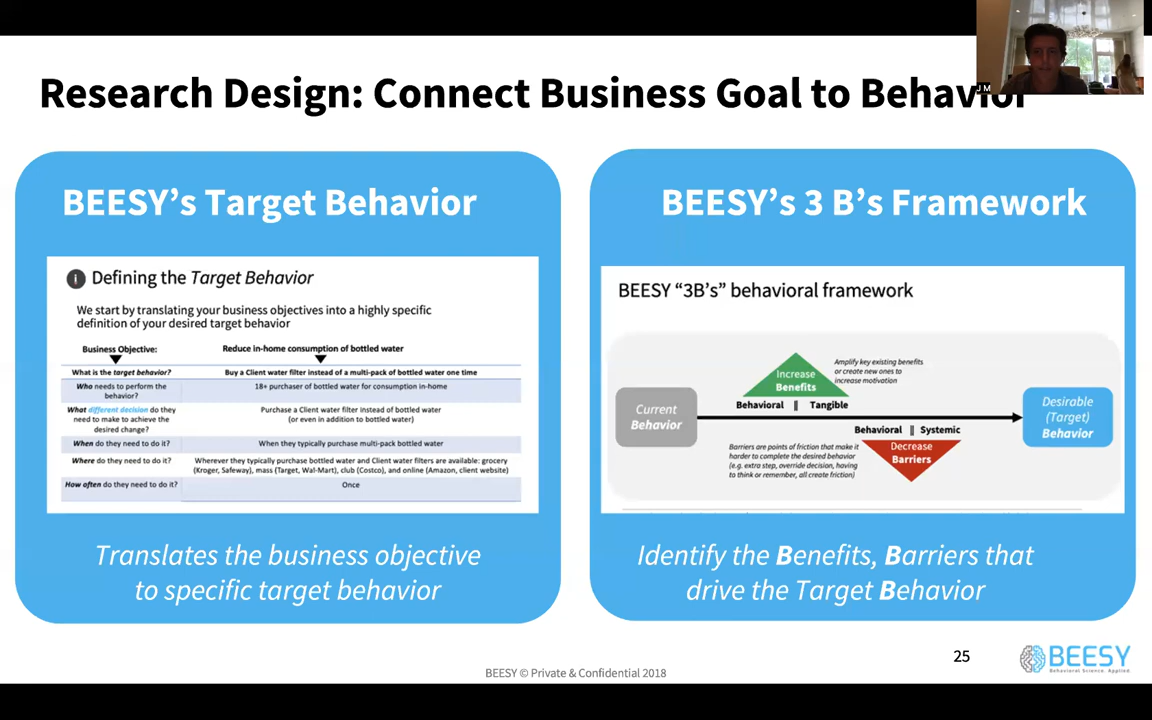 J M
Research Design: Connect Business Goal to Behavior
BEESY's Target Behavior
i Defining the Target Behavior
We start by translating your business objectives into a highly specific
definition of your desired target behavior
Business Objective: Reduce in-home consumption of bottled water
What is the target behavior? Buy a Client water filter instead of a multi-pack of bottled water one time
Who needs to perform the
behavior?
18+ purchaser of bottled water for consumption in-home
What different decision do they
need to make to achieve the
desired change?
Purchase a Client water filter instead of bottled water
(or even in addition to bottled water)
When do they need to do it? When they typically purchase multi-pack bottled water
Where do they need to do it?
Wherever they typically purchase bottled water and Client water filters are available: grocery
(Kroger, Safeway), mass (Target, Wal-Mart), club (Costco), and online (Amazon, client website)
How often do they need to do it? Once
Translates the business objective
to specific target behavior
BEESY's 3 B's Framework
BEESY "3B's" behavioral framework
Current
Behavior
Increase
Benefits
Amplify key existing benefits
or create new ones to
increase motivation
Behavioral || Tangible
Behavioral || Systemic
Barriers are points of friction that make it
harder to complete the desired behavior
(e.g. extra step, override decision, having
to think or remember, all create friction)
Decrease
Barriers
Desirable
(Target)
Behavior
Identify the Benefits, Barriers that
drive the Target Behavior
25
BEESY © Private & Confidential 2018
BEESY
Behavioral Science. Applied